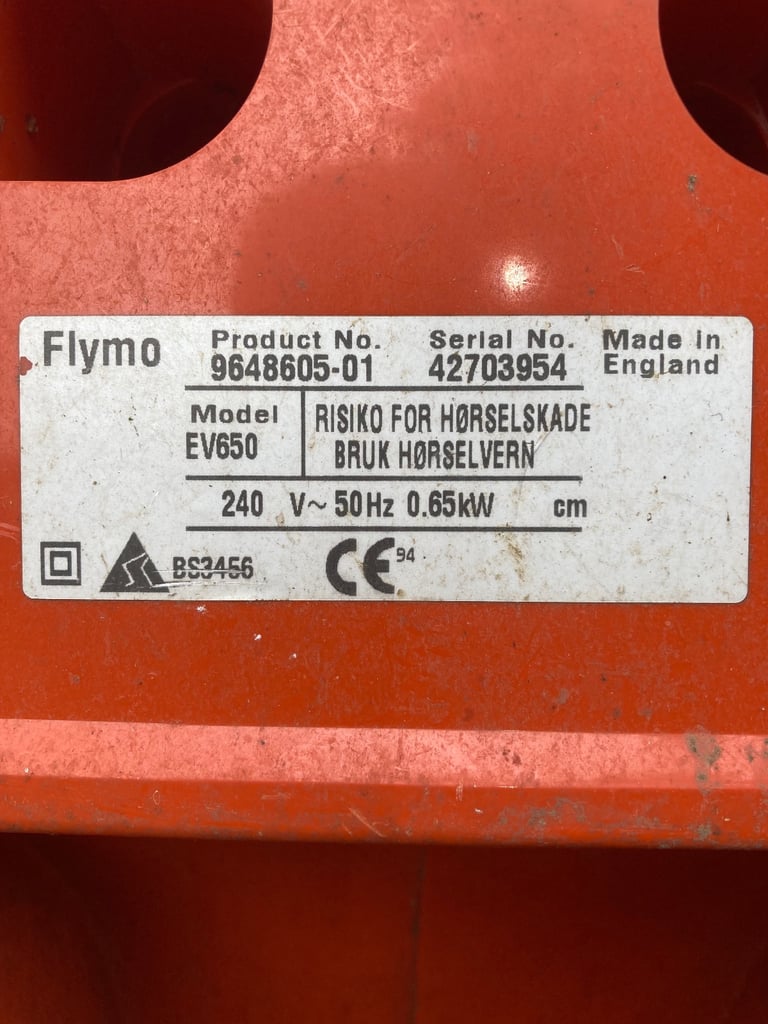 Flymo
Product No. Serial No. Made in
9648605-01 42703954 England
Model
EV650
RISIKO FOR HØRSELSKADE
BRUK HØRSELVERN
240 V~ 50Hz 0.65kW cm
BS3456
CE 94